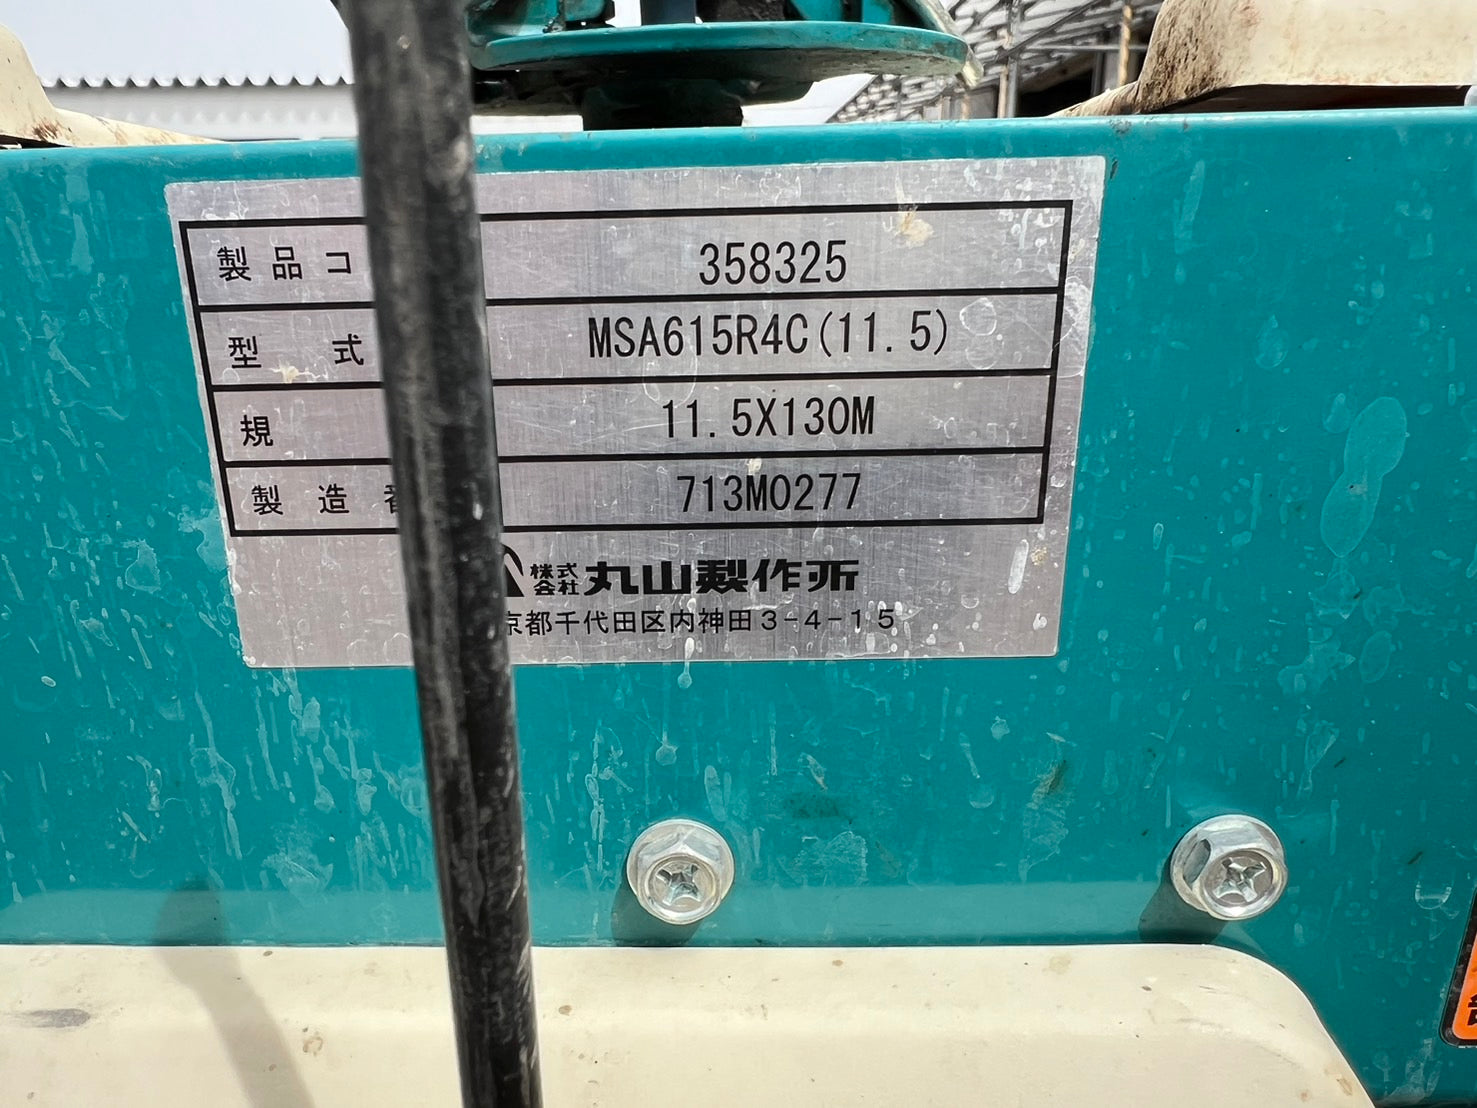 製品コ 358325
型式 MSA615R4C(11.5)
規 11.5X130M
製造番 713M0277
株式会社 丸山製作所
京都千代田区内神田3-4-15